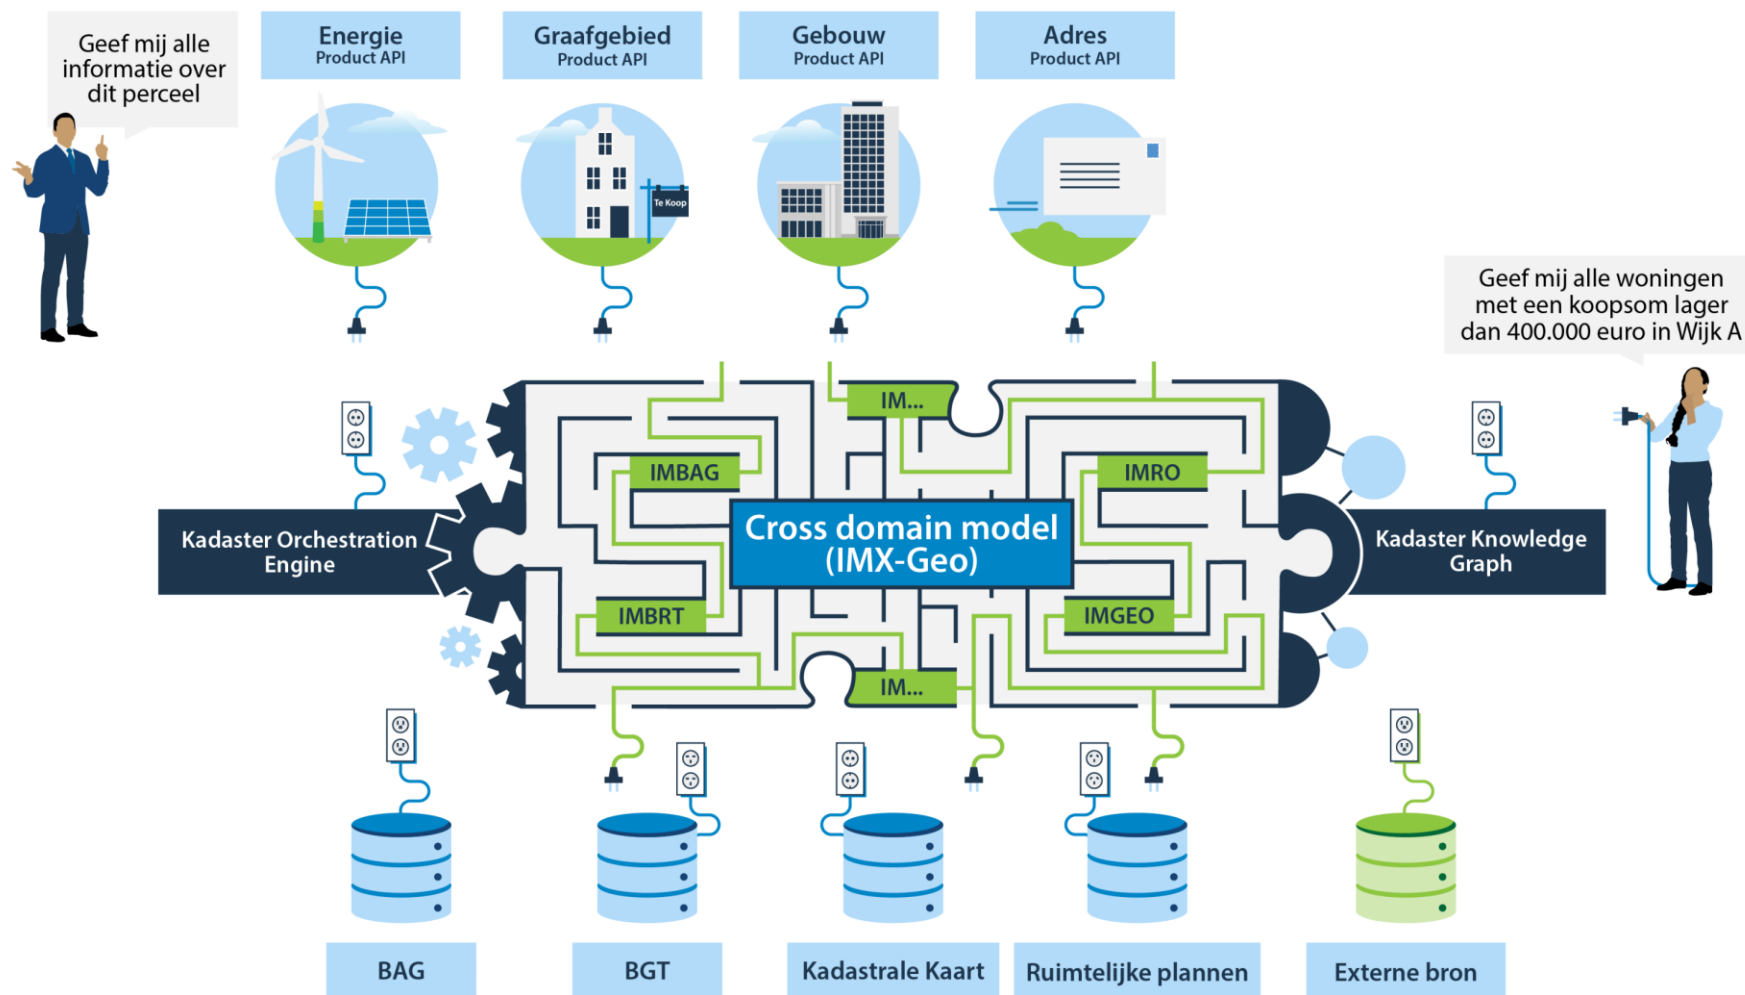 Geef mij alle
informatie over
dit perceel
Energie
Product API
Graafgebied
Product API
Gebouw
Product API
Adres
Product API
Te Koop
Geef mij alle woningen
met een koopsom lager
dan 400.000 euro in Wijk A
IM...
IMBAG
IMRO
Cross domain model
(IMX-Geo)
Kadaster Orchestration
Engine
Kadaster Knowledge
Graph
IMBRT
IMGEO
IM...
BAG
BGT
Kadastrale Kaart
Ruimtelijke plannen
Externe bron